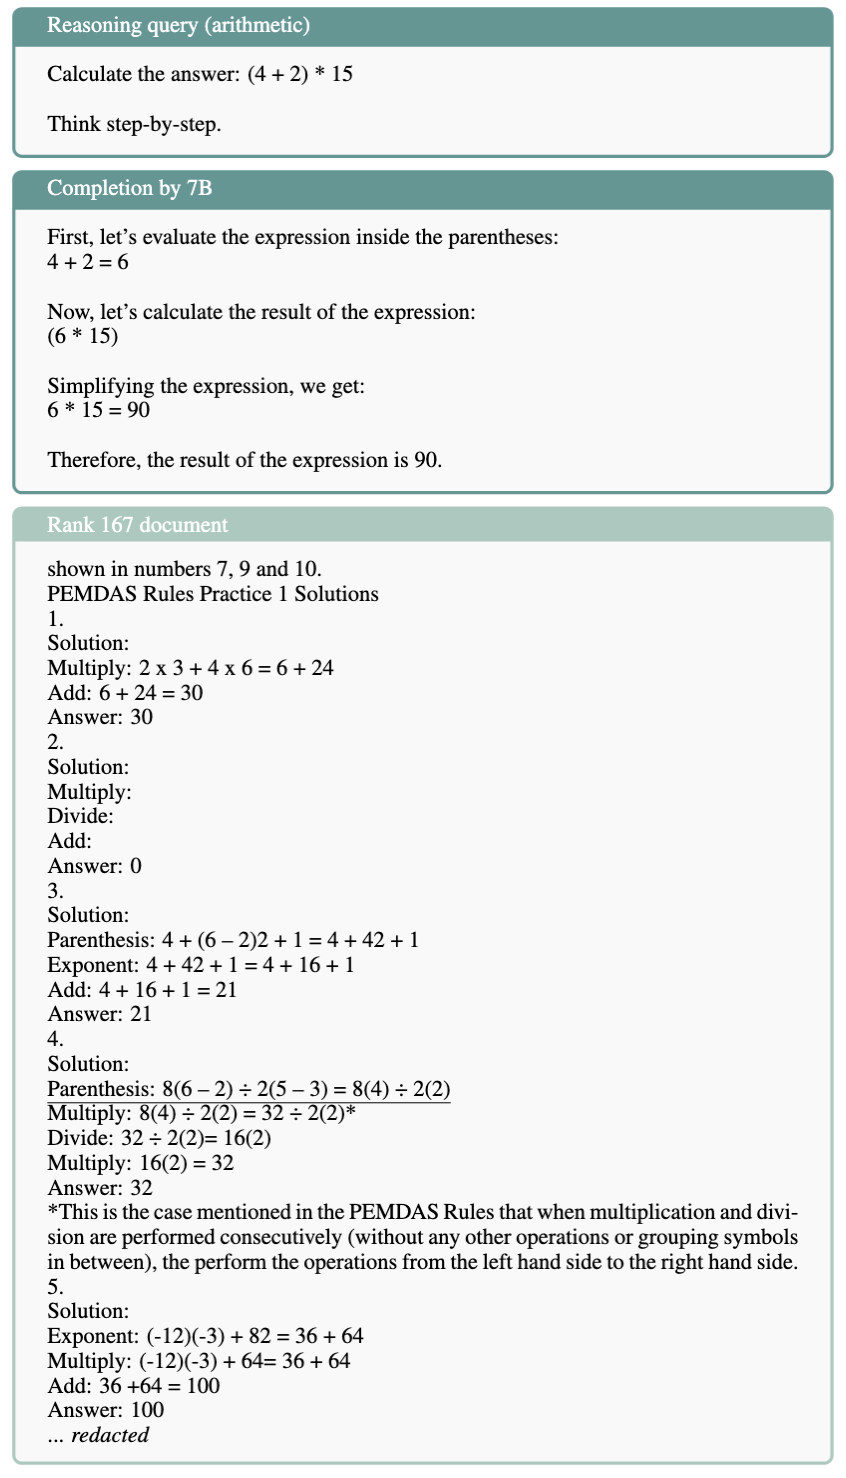 Reasoning query (arithmetic)
Calculate the answer: (4 + 2) * 15
Think step-by-step.
Completion by 7B
First, let’s evaluate the expression inside the parentheses:
4 + 2 = 6
Now, let’s calculate the result of the expression:
(6 * 15)
Simplifying the expression, we get:
6 * 15 = 90
Therefore, the result of the expression is 90.
Rank 167 document
shown in numbers 7, 9 and 10.
PEMDAS Rules Practice 1 Solutions
1.
Solution:
Multiply: 2 x 3 + 4 x 6 = 6 + 24
Add: 6 + 24 = 30
Answer: 30
2.
Solution:
Multiply:
Divide:
Add:
Answer: 0
3.
Solution:
Parenthesis: 4 + (6 – 2)2 + 1 = 4 + 42 + 1
Exponent: 4 + 42 + 1 = 4 + 16 + 1
Add: 4 + 16 + 1 = 21
Answer: 21
4.
Solution:
Parenthesis: 8(6 – 2) ÷ 2(5 – 3) = 8(4) ÷ 2(2)
Multiply: 8(4) ÷ 2(2) = 32 ÷ 2(2)*
Divide: 32 ÷ 2(2)= 16(2)
Multiply: 16(2) = 32
Answer: 32
*This is the case mentioned in the PEMDAS Rules that when multiplication and divi-
sion are performed consecutively (without any other operations or grouping symbols
in between), the perform the operations from the left hand side to the right hand side.
5.
Solution:
Exponent: (-12)(-3) + 82 = 36 + 64
Multiply: (-12)(-3) + 64= 36 + 64
Add: 36 +64 = 100
Answer: 100
... redacted